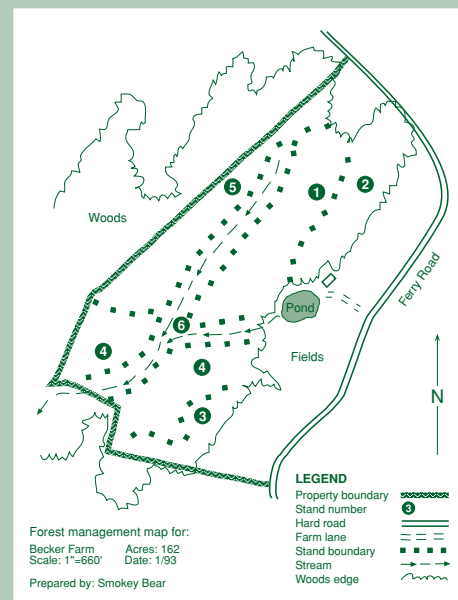 5
1
2
Woods
Ferry Road
Pond
6
4
4
Fields
N
3
LEGEND
Property boundary
Stand number 3
Hard road
Farm lane
Stand boundary
Stream
Woods edge
Forest management map for:
Becker Farm Acres: 162
Scale: 1"=660' Date: 1/93
Prepared by: Smokey Bear